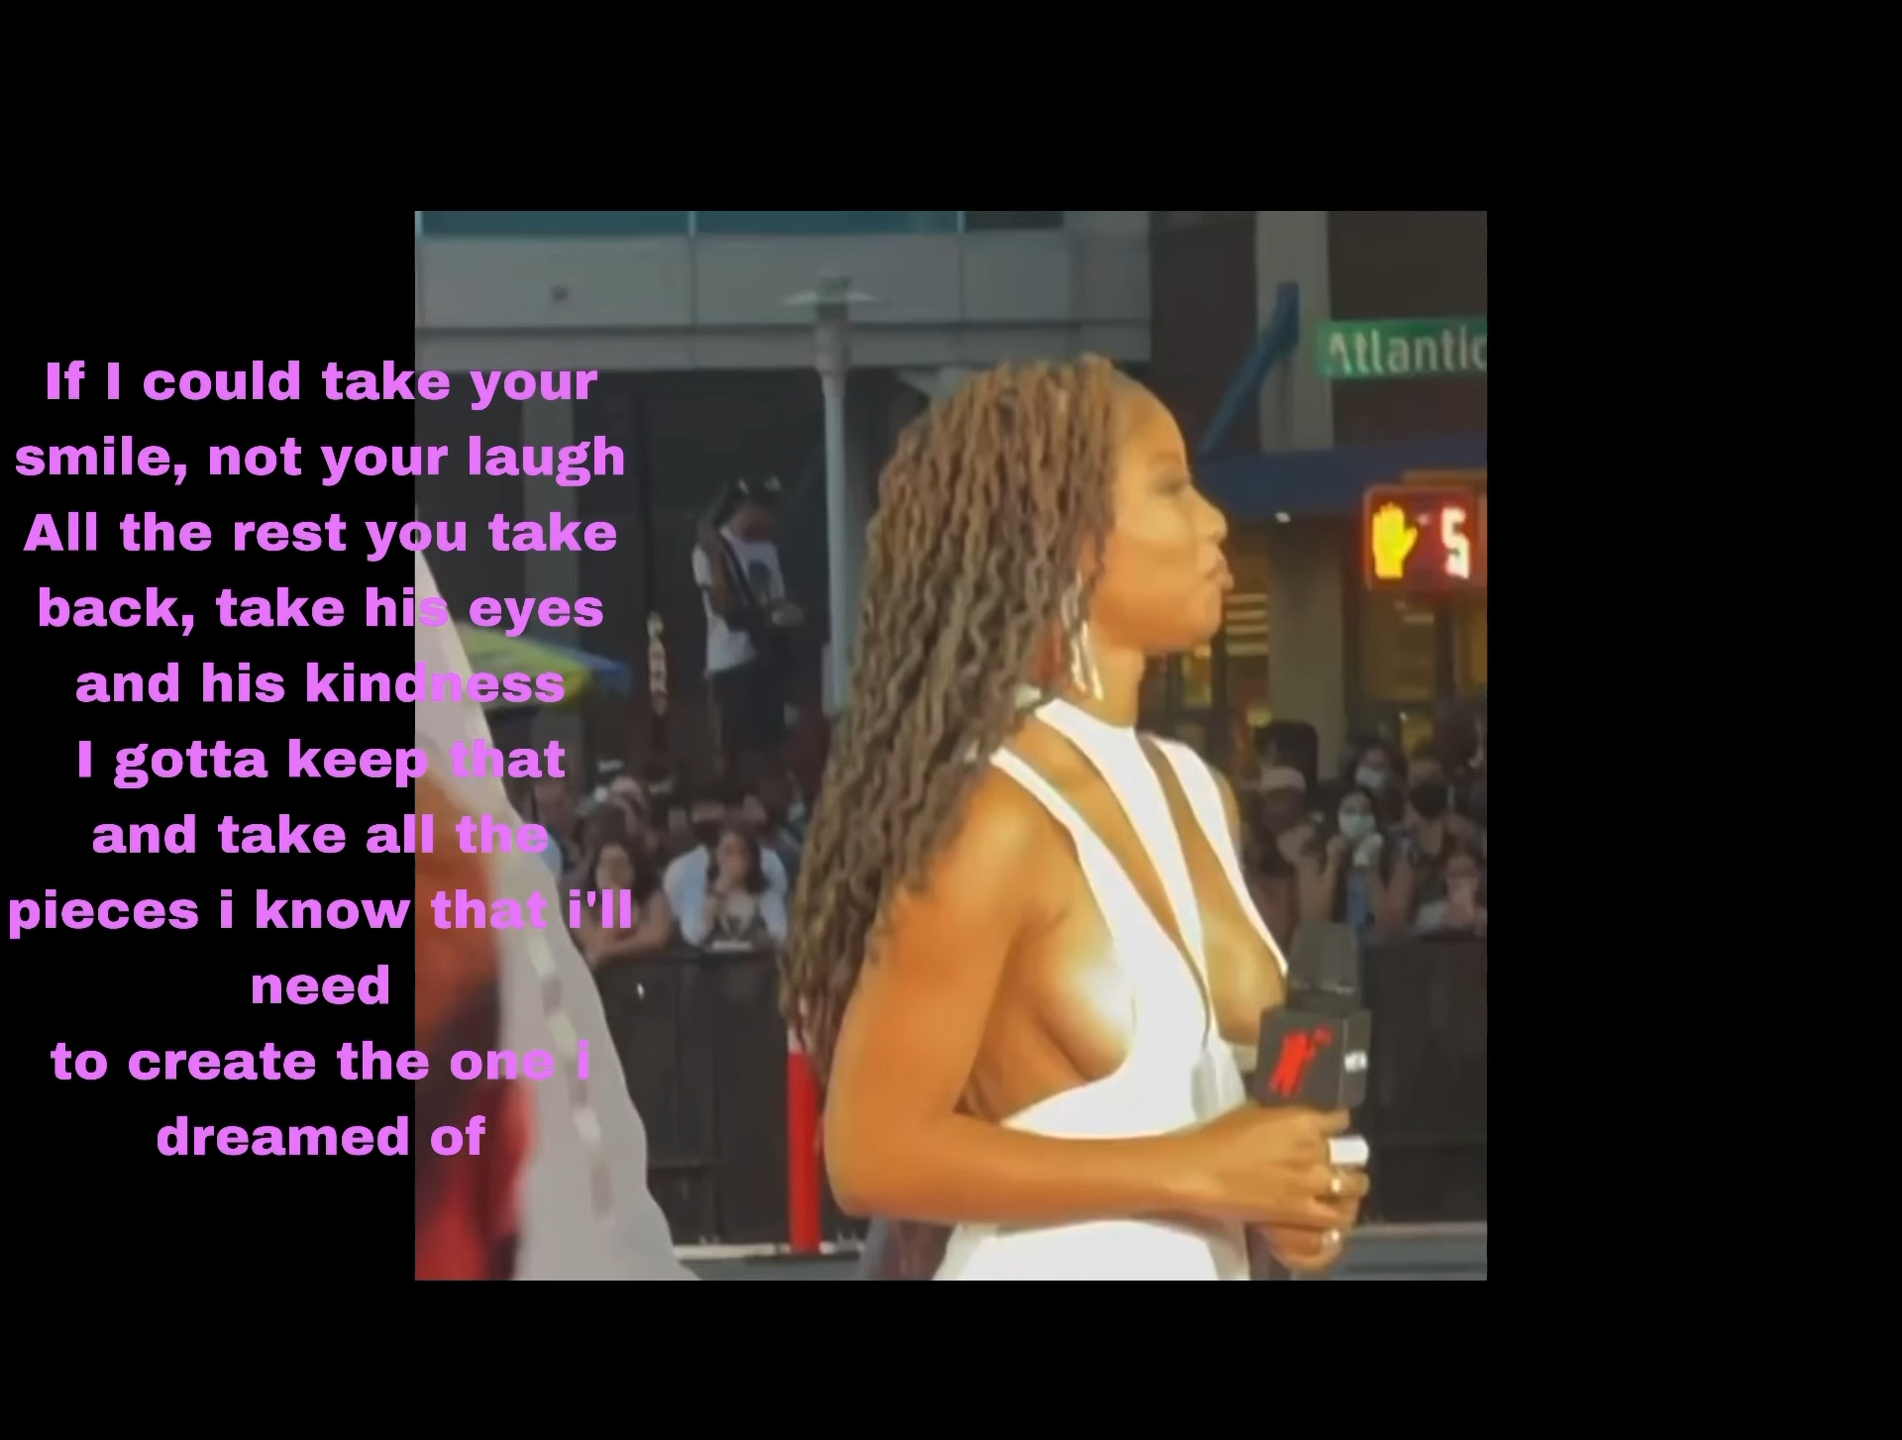 If I could take your
smile, not your laugh
All the rest you take
back, take his eyes
and his kindness
I gotta keep that
and take all the
pieces i know that i'll
need
to create the one i
dreamed of
Atlantic
5